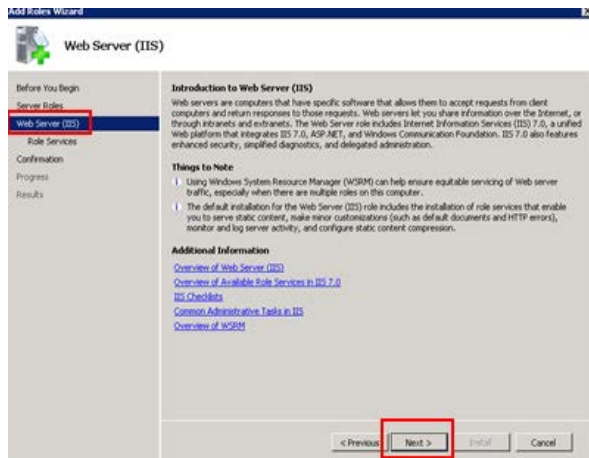 Add Roles Wizard
Web Server (IIS)
Before You Begin
Server Roles
Web Server (IIS)
Role Services
Confirmation
Progress
Results
Introduction to Web Server (IIS)
Web servers are computers that have specific software that allows them to accept requests from client
computers and return responses to those requests. Web servers let you share information over the Internet, or
through intranets and extranets. The Web Server role includes Internet Information Services (IIS) 7.0, a unified
Web platform that integrates IIS 7.0, ASP.NET, and Windows Communication Foundation. IIS 7.0 also features
enhanced security, simplified diagnostics, and delegated administration.
Things to Note
Using Windows System Resource Manager (WSRM) can help ensure equitable servicing of Web server
traffic, especially when there are multiple roles on this computer.
The default installation for the Web Server (IIS) role includes the installation of role services that enable
you to serve static content, make minor customizations (such as default documents and HTTP errors),
monitor and log server activity, and configure static content compression.
Additional Information
Overview of Web Server (IIS)
Overview of Available Role Services in IIS 7.0
IIS Checklists
Common Administrative Tasks in IIS
Overview of WSRM
< Previous Next > Install Cancel